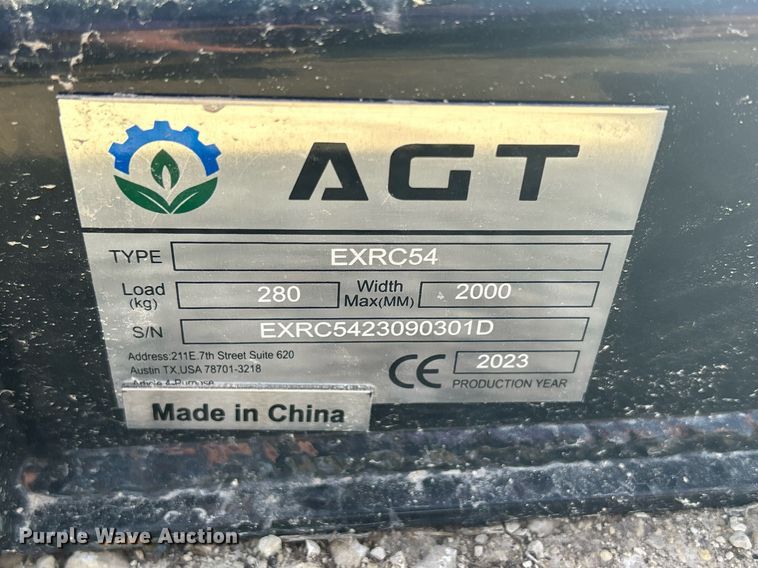 AGT
TYPE EXRC54
Load (kg) 280 Width Max(MM) 2000
S/N EXRC5423090301D
Address:211E.7th Street Suite 620
Austin TX,USA 78701-3218
CE 2023
PRODUCTION YEAR
Made in China
Purple Wave Auction